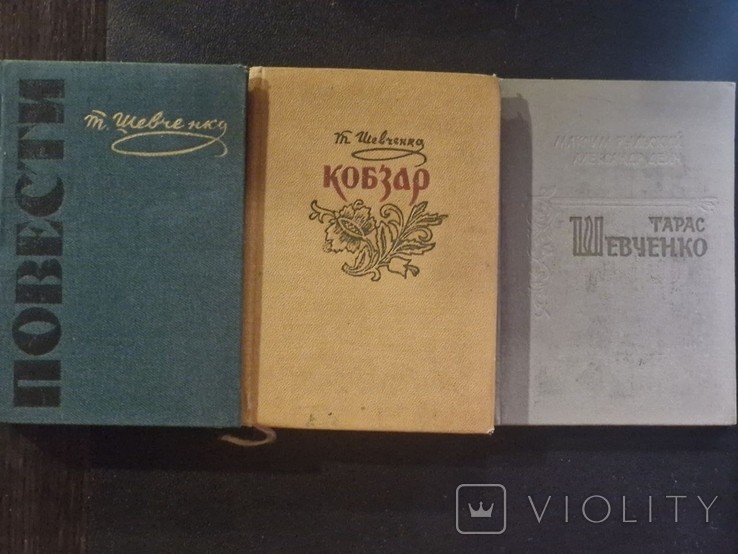 ПОВЕСТИ
Т. Шевченко
Т. Шевченко
КОБЗАР
ТАРАС
ШЕВЧЕНКО
VIOLITY